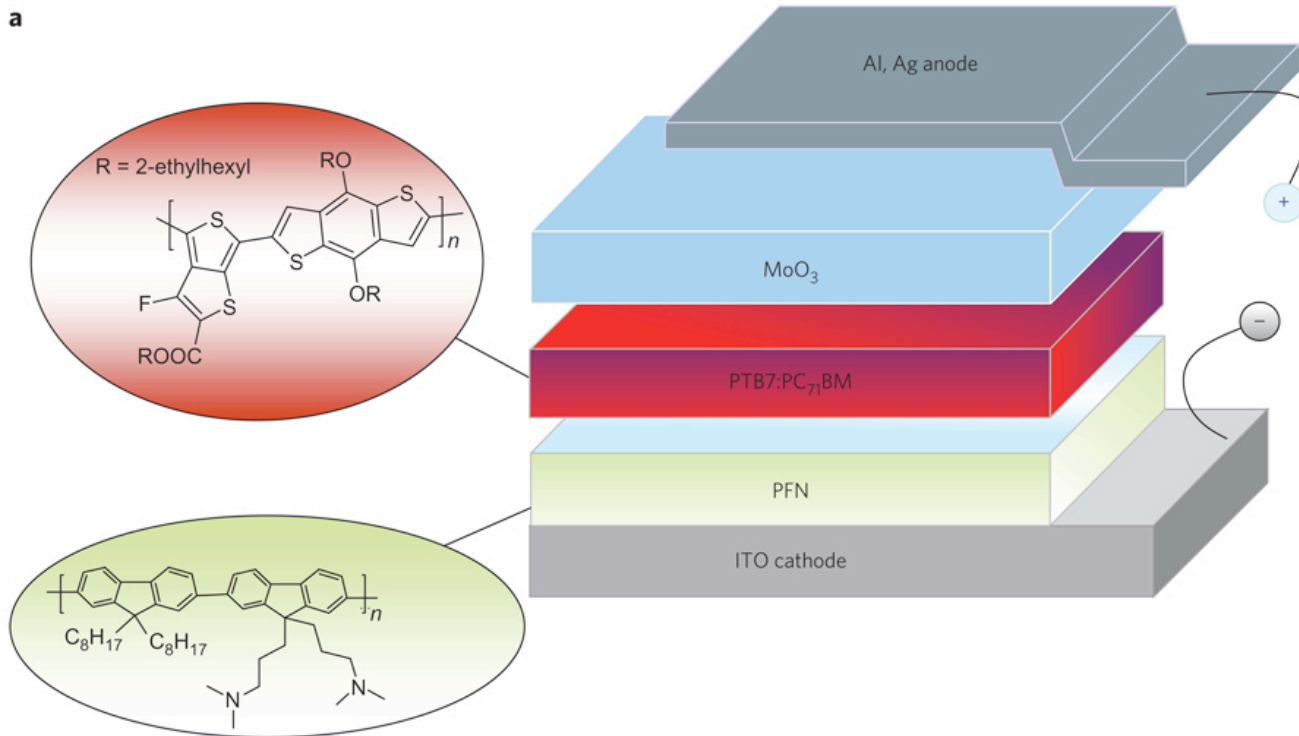 a
Al, Ag anode
R = 2-ethylhexyl
RO
S
S
n
S
S
F
OR
ROOC
+
MoO₃
−
PTB7:PC₇₁BM
PFN
ITO cathode
n
C₈H₁₇ C₈H₁₇
N
N